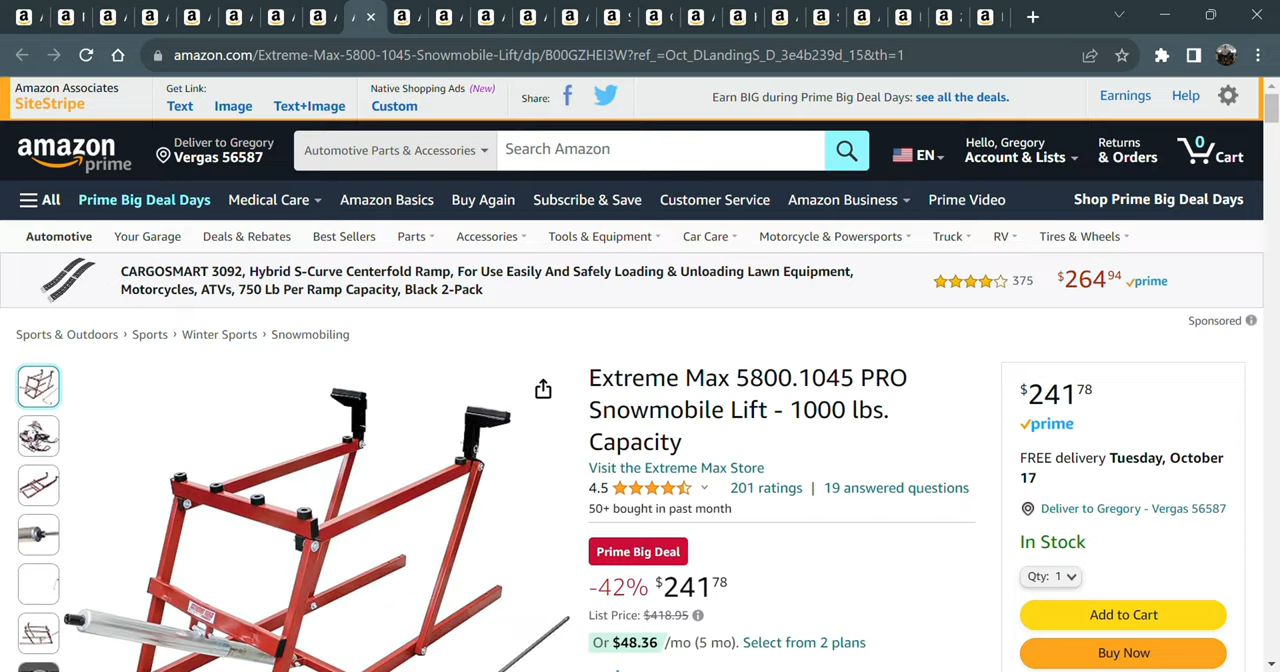 amazon.com/Extreme-Max-5800-1045-Snowmobile-Lift/dp/B00GZHEI3W?ref_=Oct_DLandingS_D_3e4b239d_15&th=1
Amazon Associates
SiteStripe
Get Link:
Text Image Text+Image
Native Shopping Ads (New)
Custom
Share:
Earn BIG during Prime Big Deal Days: see all the deals.
Earnings Help
amazon prime
Deliver to Gregory
Vergas 56587
Automotive Parts & Accessories
Search Amazon
EN
Hello, Gregory
Account & Lists
Returns
& Orders
0
Cart
All Prime Big Deal Days Medical Care Amazon Basics Buy Again Subscribe & Save Customer Service Amazon Business Prime Video Shop Prime Big Deal Days
Automotive Your Garage Deals & Rebates Best Sellers Parts Accessories Tools & Equipment Car Care Motorcycle & Powersports Truck RV Tires & Wheels
CARGOSMART 3092, Hybrid S-Curve Centerfold Ramp, For Use Easily And Safely Loading & Unloading Lawn Equipment,
Motorcycles, ATVs, 750 Lb Per Ramp Capacity, Black 2-Pack
375
$264 94 prime
Sponsored
Sports & Outdoors › Sports › Winter Sports › Snowmobiling
Extreme Max 5800.1045 PRO
Snowmobile Lift - 1000 lbs.
Capacity
Visit the Extreme Max Store
4.5 201 ratings | 19 answered questions
50+ bought in past month
Prime Big Deal
-42% $241 78
List Price: $418.95
Or $48.36 /mo (5 mo). Select from 2 plans
$241 78
prime
FREE delivery Tuesday, October
17
Deliver to Gregory - Vergas 56587
In Stock
Qty: 1
Add to Cart
Buy Now